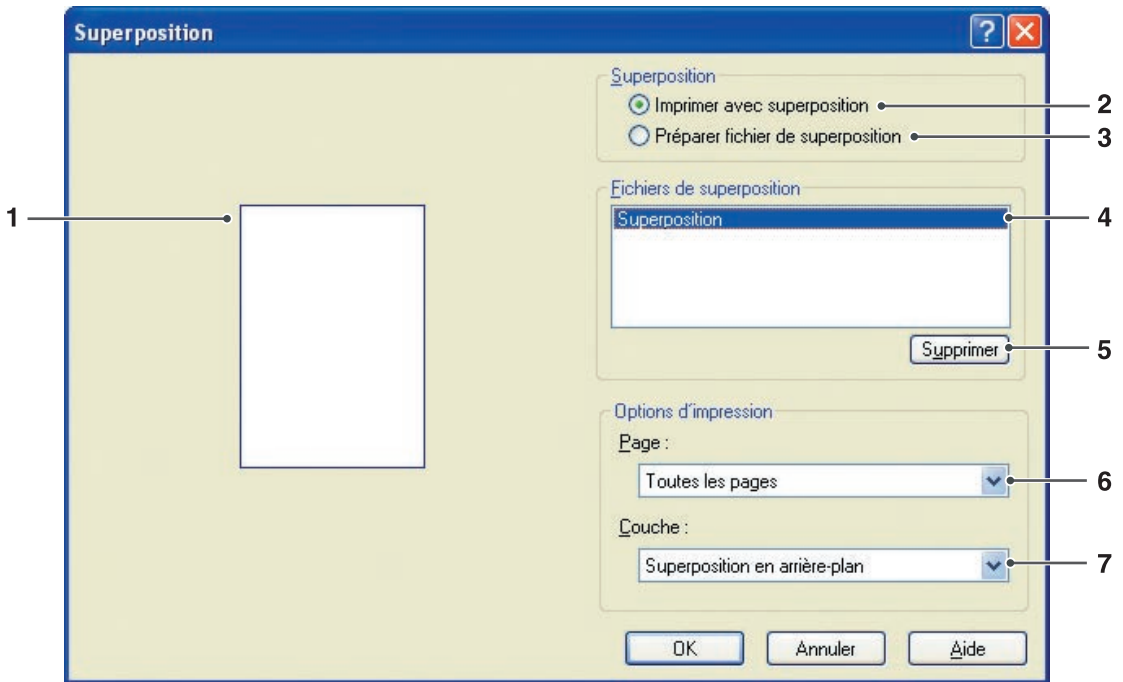 Superposition
Superposition
Imprimer avec superposition 2
Préparer fichier de superposition 3
Fichiers de superposition
1
Superposition 4
Supprimer 5
Options d'impression
Page :
Toutes les pages 6
Couche :
Superposition en arrière-plan 7
OK Annuler Aide